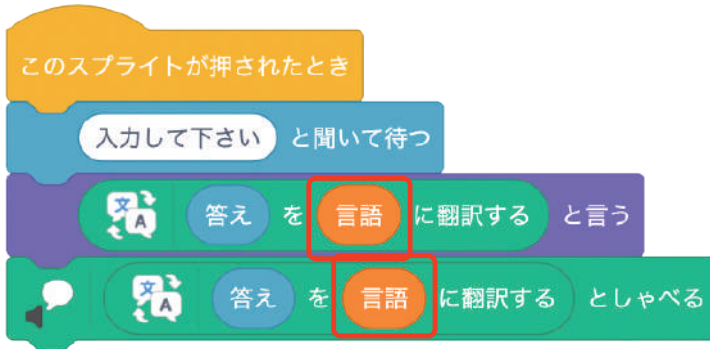 このスプライトが押されたとき
入力して下さい と聞いて待つ
文 A 答え を 言語 に翻訳する と言う
文 A 答え を 言語 に翻訳する としゃべる